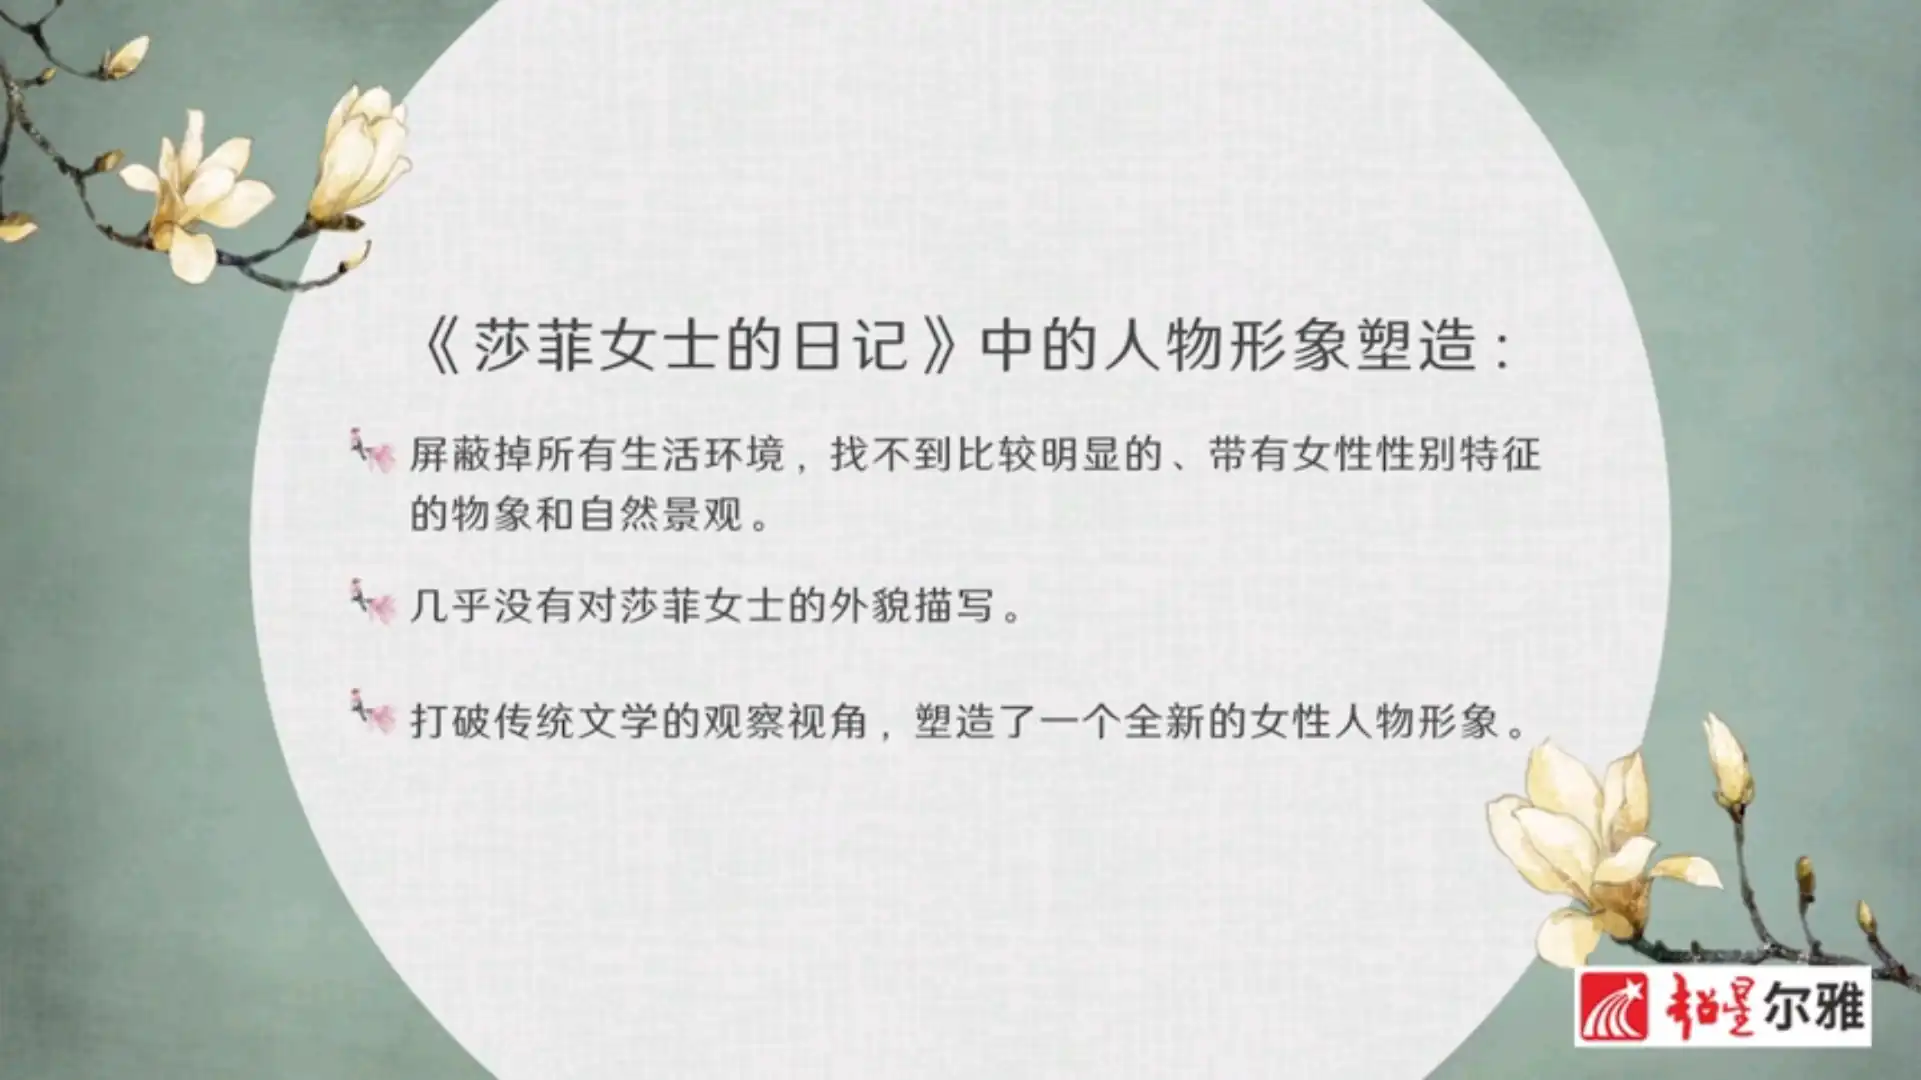 《莎菲女士的日记》中的人物形象塑造：
屏蔽掉所有生活环境，找不到比较明显的、带有女性性别特征
的物象和自然景观。
几乎没有对莎菲女士的外貌描写。
打破传统文学的观察视角，塑造了一个全新的女性人物形象。
超星尔雅